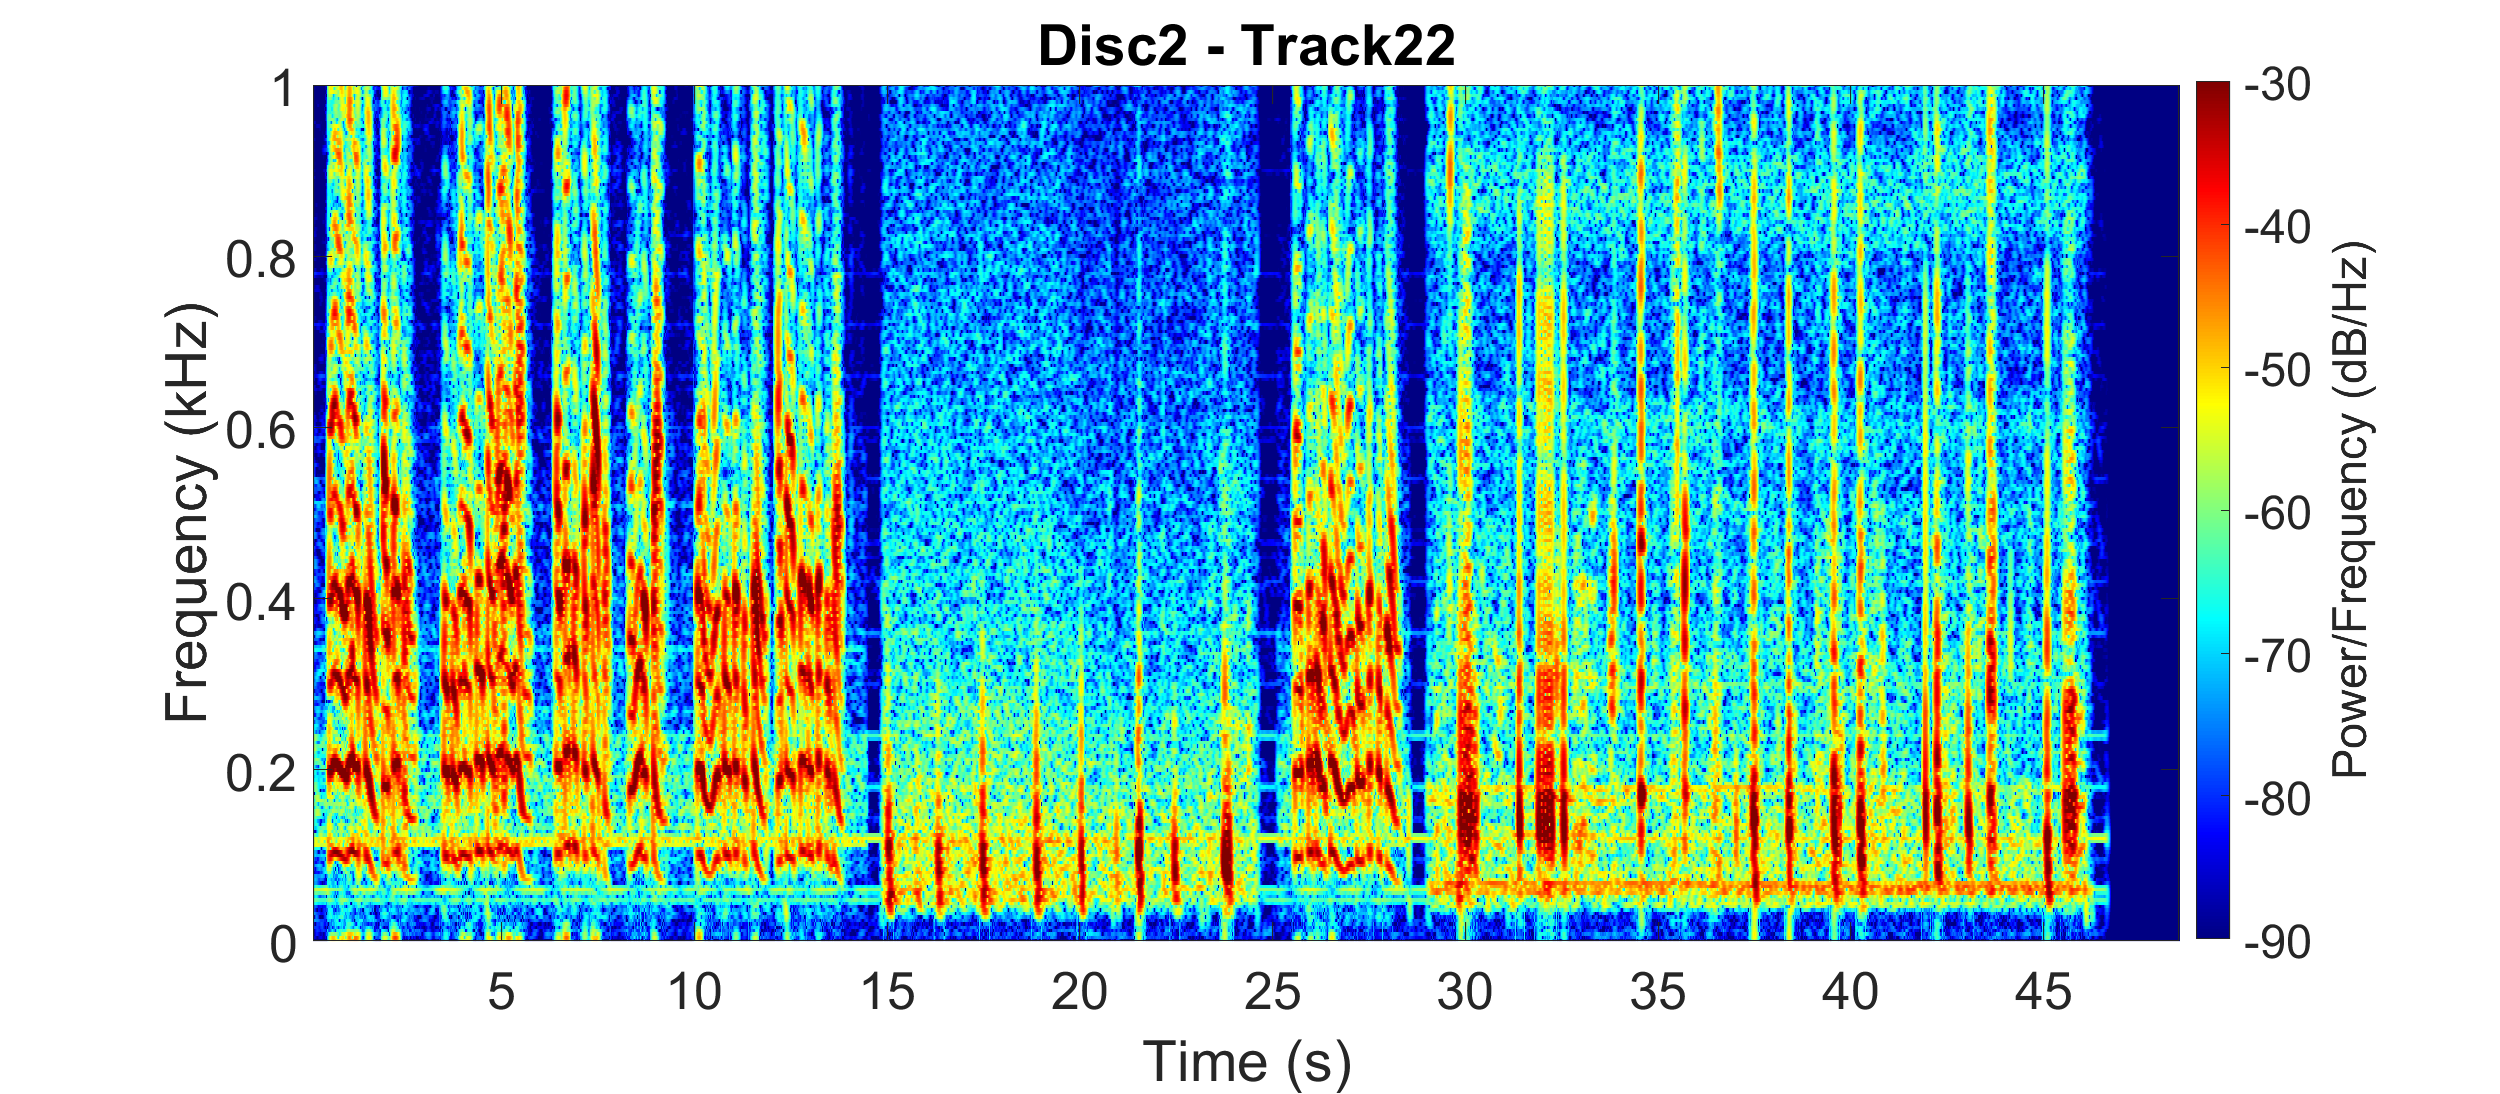 Disc2 - Track22
1
0.8
0.6
0.4
0.2
0
Frequency (kHz)
5 10 15 20 25 30 35 40 45
Time (s)
-30
-40
-50
-60
-70
-80
-90
Power/Frequency (dB/Hz)